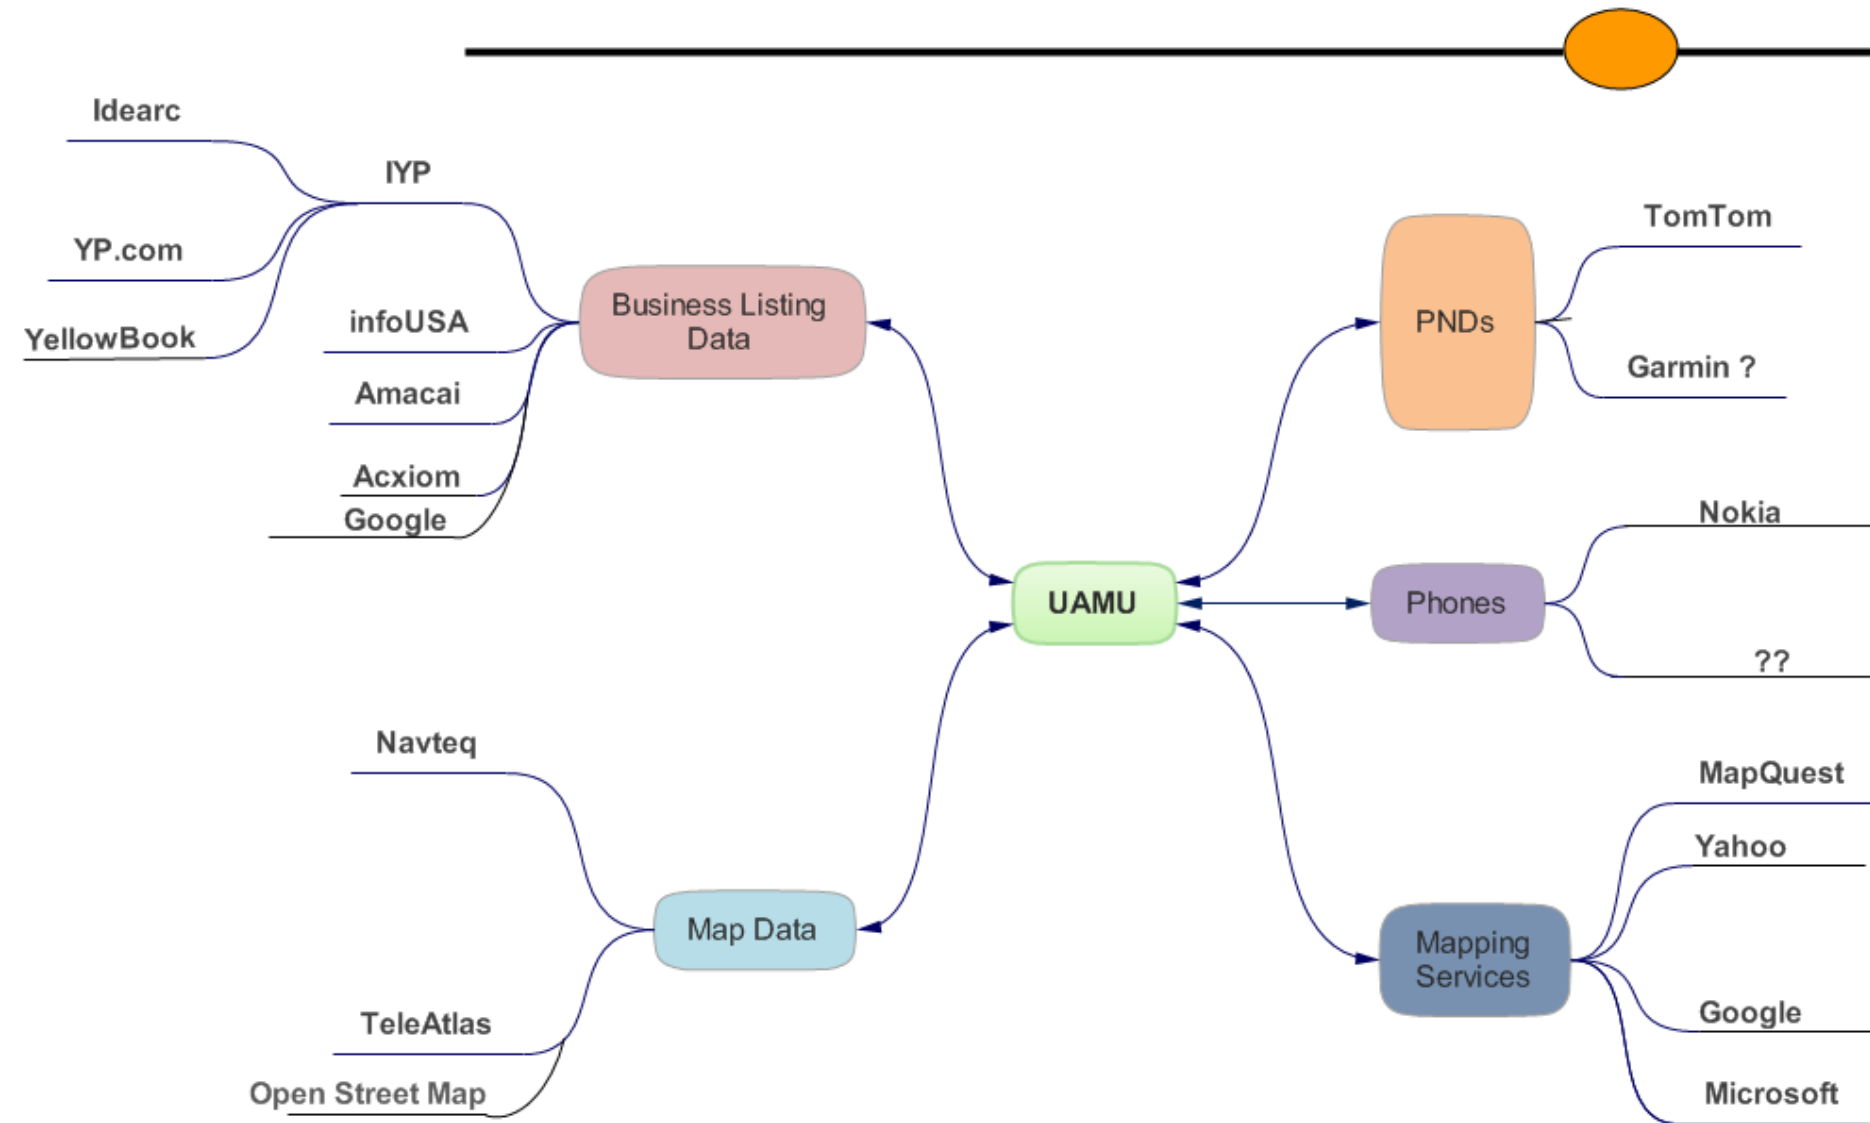 Idearc
IYP
YP.com
YellowBook
infoUSA
Amacai
Acxiom
Google
Business Listing
Data
TomTom
PNDs
Garmin ?
Nokia
UAMU
Phones
??
Navteq
Map Data
TeleAtlas
Open Street Map
MapQuest
Yahoo
Mapping
Services
Google
Microsoft